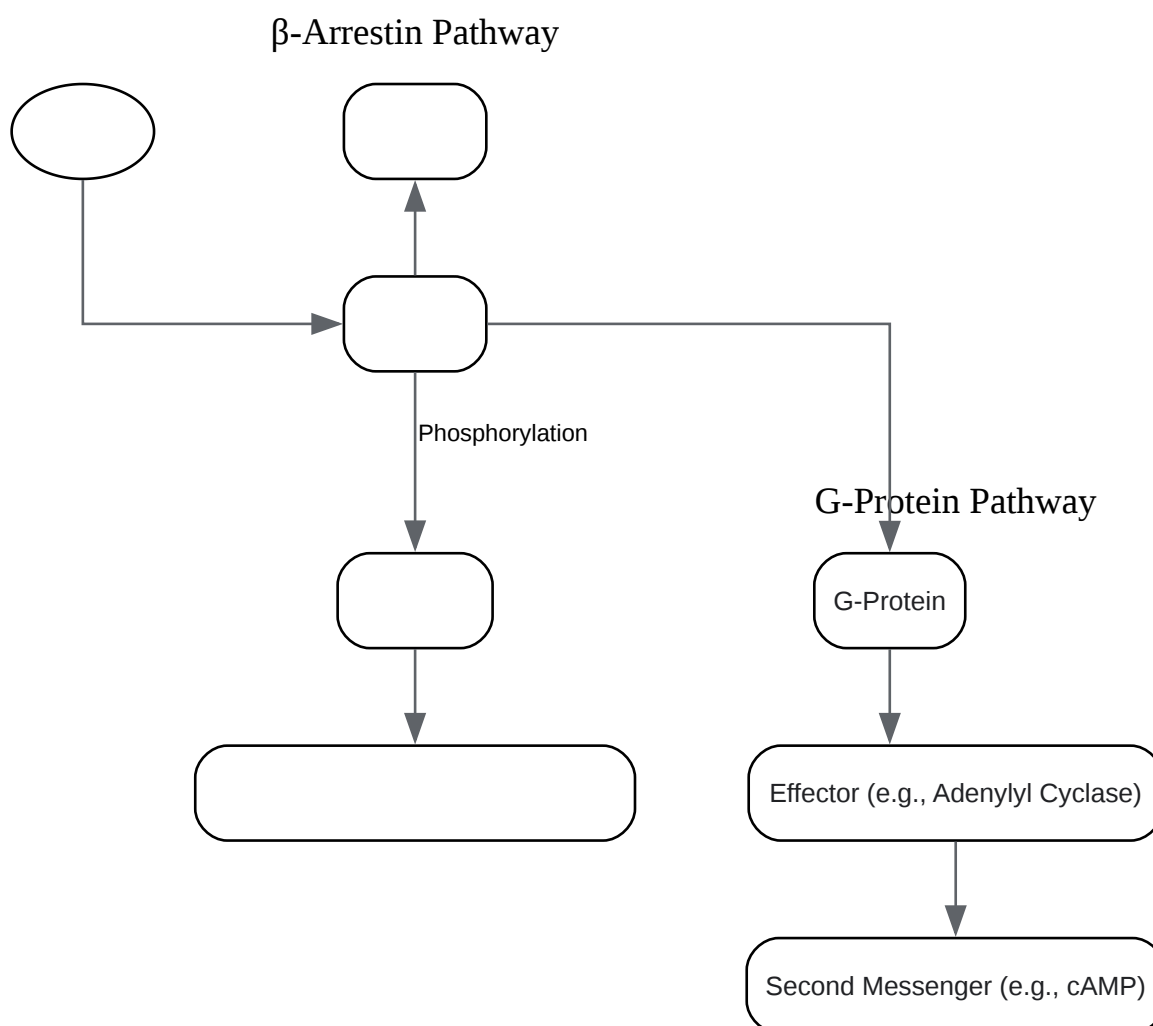 β-Arrestin Pathway
Phosphorylation
G-Protein Pathway
G-Protein
Effector (e.g., Adenylyl Cyclase)
Second Messenger (e.g., cAMP)